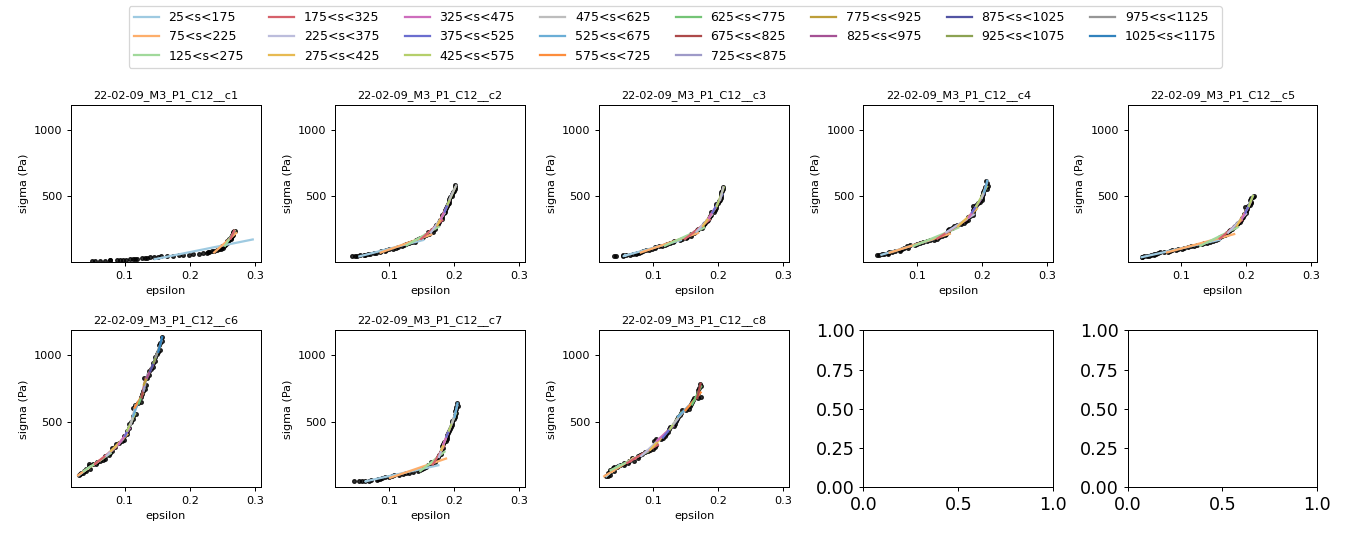 25<s<175 175<s<325 325<s<475 475<s<625 625<s<775 775<s<925 875<s<1025 975<s<1125
75<s<225 225<s<375 375<s<525 525<s<675 675<s<825 825<s<975 925<s<1075 1025<s<1175
125<s<275 275<s<425 425<s<575 575<s<725 725<s<875
22-02-09_M3_P1_C12__c1 22-02-09_M3_P1_C12__c2 22-02-09_M3_P1_C12__c3 22-02-09_M3_P1_C12__c4 22-02-09_M3_P1_C12__c5
1000 1000 1000 1000 1000
sigma (Pa) sigma (Pa) sigma (Pa) sigma (Pa) sigma (Pa)
500 500 500 500 500
0.1 0.2 0.3 0.1 0.2 0.3 0.1 0.2 0.3 0.1 0.2 0.3 0.1 0.2 0.3
epsilon epsilon epsilon epsilon epsilon
22-02-09_M3_P1_C12__c6 22-02-09_M3_P1_C12__c7 22-02-09_M3_P1_C12__c8
1.00 1.00
1000 1000 1000
0.75 0.75
sigma (Pa) sigma (Pa) sigma (Pa)
0.50 0.50
500 500 500
0.25 0.25
0.00 0.00
0.1 0.2 0.3 0.1 0.2 0.3 0.1 0.2 0.3 0.0 0.5 1.0 0.0 0.5 1.0
epsilon epsilon epsilon